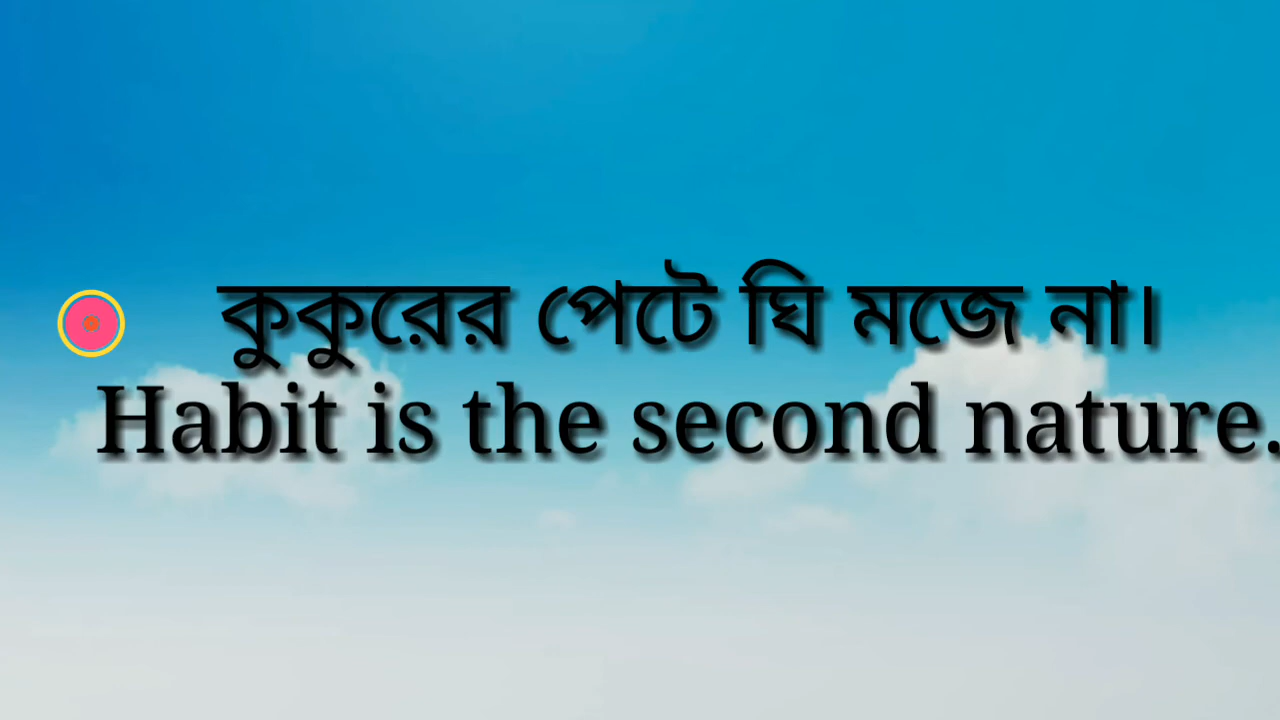 কুকুরের পেটে ঘি মজে না।
Habit is the second nature.